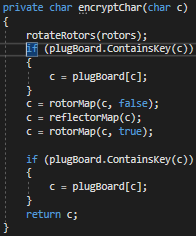 private char encryptChar(char c)
{
rotateRotors(rotors);
if (plugBoard.ContainsKey(c))
{
c = plugBoard[c];
}
c = rotorMap(c, false);
c = reflectorMap(c);
c = rotorMap(c, true);
if (plugBoard.ContainsKey(c))
{
c = plugBoard[c];
}
return c;
}